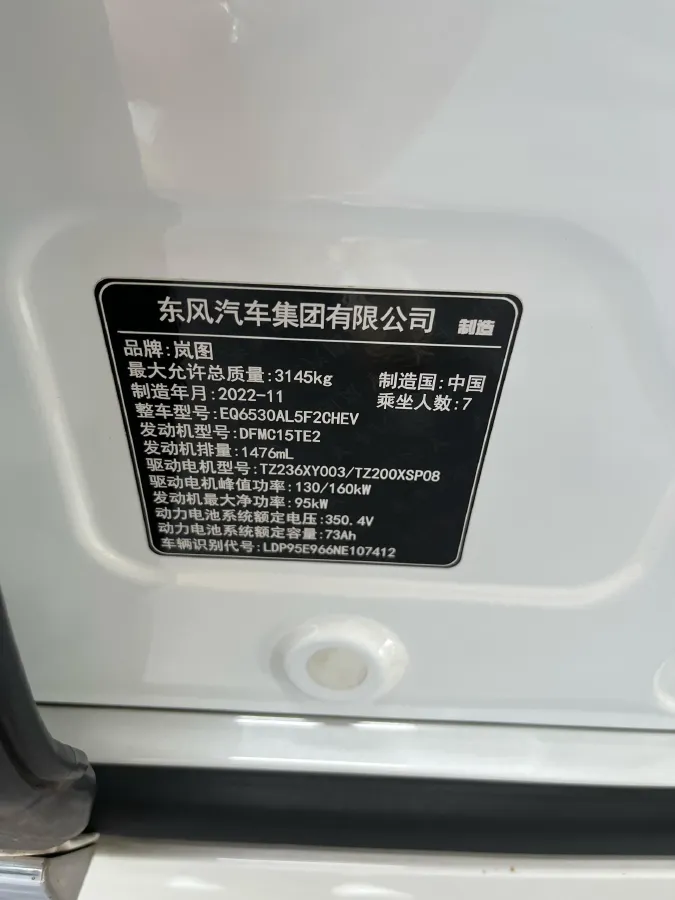 东风汽车集团有限公司 制造
品牌:岚图
最大允许总质量:3145kg 制造国:中国
制造年月:2022-11 乘坐人数:7
整车型号:EQ6530AL5F2CHEV
发动机型号:DFMC15TE2
发动机排量:1476mL
驱动电机型号:TZ236XY003/TZ200XSP08
驱动电机峰值功率:130/160kW
发动机最大净功率:95kW
动力电池系统额定电压:350.4V
动力电池系统额定容量:73Ah
车辆识别代号:LDP95E966NE107412